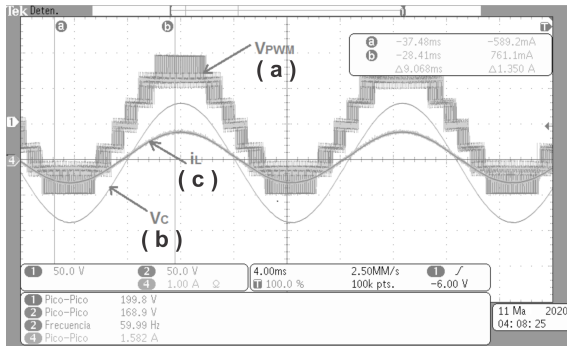 Tek Deten.
a b T
a -37.48ms -589.2mA
b -28.41ms 761.1mA
△9.068ms △1.350 A
VPWM
(a)
1
4
iL
(c)
VC
(b)
1 50.0 V 2 50.0 V
4 1.00 A Ω
4.00ms 2.50MM/s 1 ∫
T 100.0 % 100k pts. -6.00 V
1 Pico-Pico 199.8 V
2 Pico-Pico 168.9 V
2 Frecuencia 59.99 Hz
4 Pico-Pico 1.582 A
11 Ma 2020
04:08:25